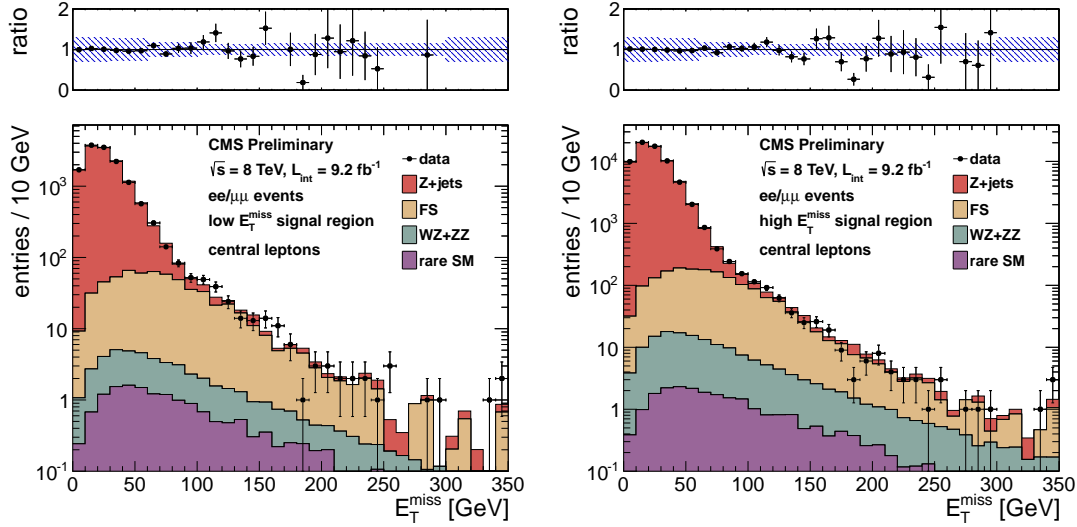 ratio
2
1
0
entries / 10 GeV
10³
10²
10
1
10⁻¹
CMS Preliminary
√s = 8 TeV, L_int = 9.2 fb⁻¹
ee/μμ events
low E_T^miss signal region
central leptons
data
Z+jets
FS
WZ+ZZ
rare SM
0 50 100 150 200 250 300 350
E_T^miss [GeV]
ratio
2
1
0
entries / 10 GeV
10⁴
10³
10²
10
1
10⁻¹
CMS Preliminary
√s = 8 TeV, L_int = 9.2 fb⁻¹
ee/μμ events
high E_T^miss signal region
central leptons
data
Z+jets
FS
WZ+ZZ
rare SM
0 50 100 150 200 250 300 350
E_T^miss [GeV]